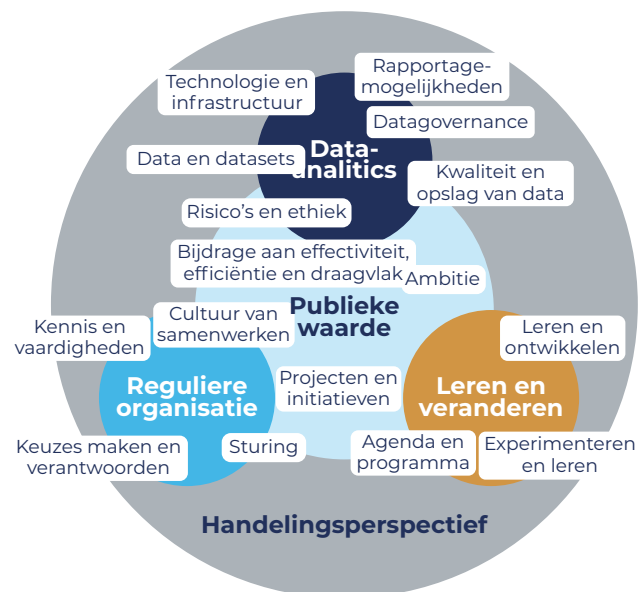 Rapportage-
mogelijkheden
Technologie en
infrastructuur
Datagovernance
Data-
analitics
Data en datasets
Kwaliteit en
opslag van data
Risico's en ethiek
Bijdrage aan effectiviteit,
efficiëntie en draagvlak
Ambitie
Publieke
waarde
Cultuur van
samenwerken
Kennis en
vaardigheden
Leren en
ontwikkelen
Reguliere
organisatie
Projecten en
initiatieven
Leren en
veranderen
Keuzes maken en
verantwoorden
Sturing
Agenda en
programma
Experimenteren
en leren
Handelingsperspectief